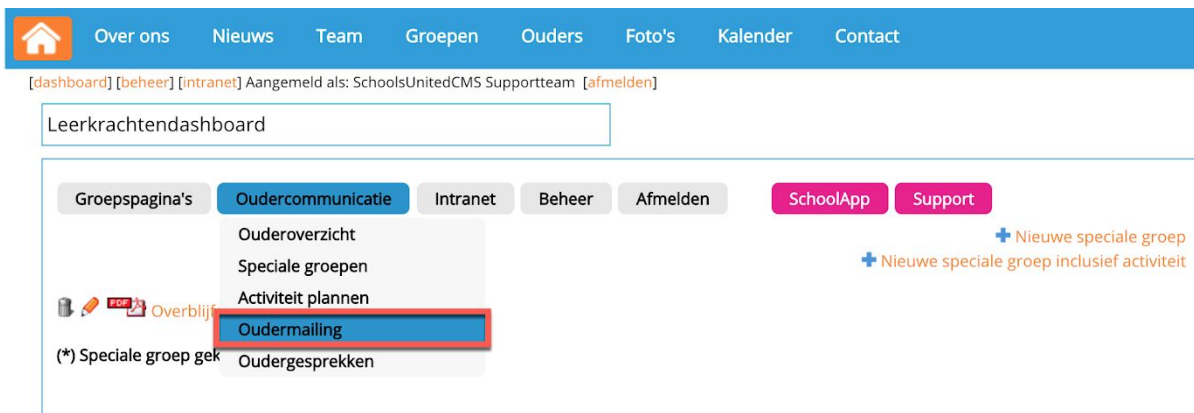 Over ons Nieuws Team Groepen Ouders Foto's Kalender Contact
[dashboard] [beheer] [intranet] Aangemeld als: SchoolsUnitedCMS Supportteam [afmelden]
Leerkrachtendashboard
Groepspagina's Oudercommunicatie Intranet Beheer Afmelden SchoolApp Support
Ouderoverzicht
Nieuwe speciale groep
Speciale groepen
Nieuwe speciale groep inclusief activiteit
Activiteit plannen
PDF
Oudermailing
(*) Speciale groep
Oudergesprekken